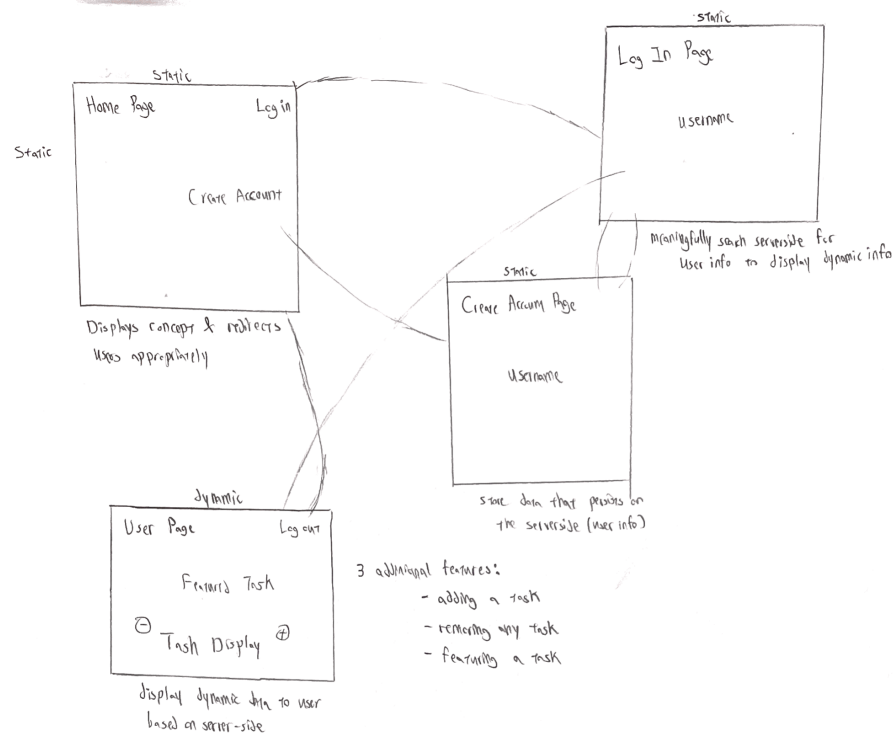 Static
Static
Home Page
Log in
Create Account
Displays concept & redirects
users appropriately
Static
Log In Page
Username
meaningfully search serverside for
user info to display dynamic info
Static
Create Account Page
Username
store data that persists on
the serverside (user info)
dynamic
User Page
Log out
Featured Task
⊖
Task Display
⊕
display dynamic data to user
based on server-side
3 additional features:
- adding a task
- removing any task
- featuring a task